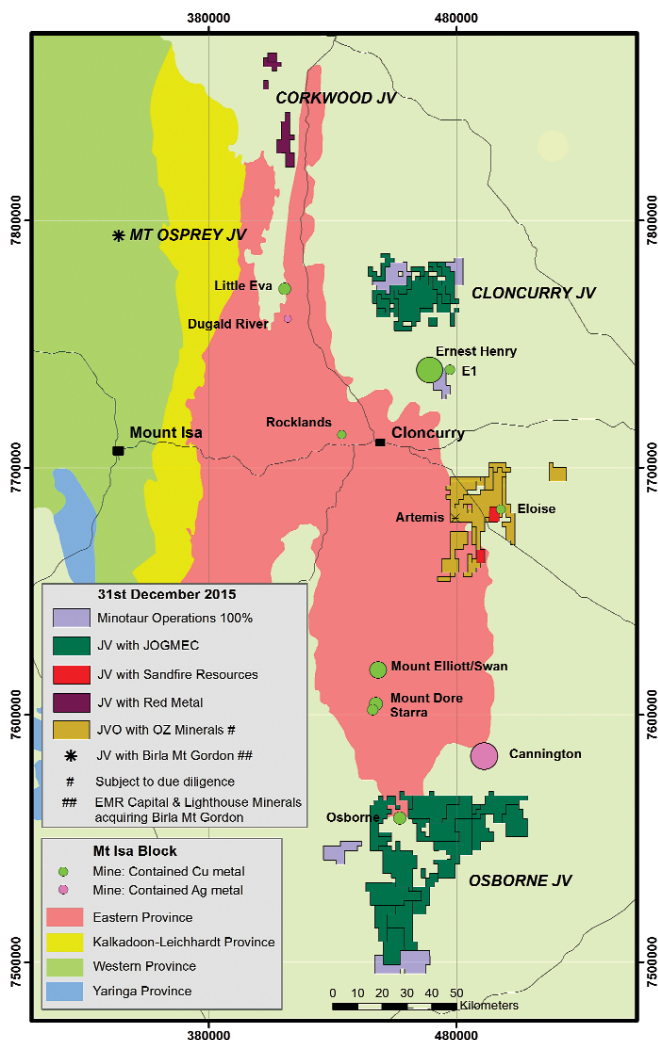 380000
480000
CORKWOOD JV
7800000
7800000
MT OSPREY JV
Little Eva
CLONCURRY JV
Dugald River
Ernest Henry
E1
Rocklands
Mount Isa
Cloncurry
7700000
7700000
Artemis
Eloise
31st December 2015
Minotaur Operations 100%
JV with JOGMEC
JV with Sandfire Resources
JV with Red Metal
JVO with OZ Minerals #
JV with Birla Mt Gordon ##
# Subject to due diligence
## EMR Capital & Lighthouse Minerals
acquiring Birla Mt Gordon
Mount Elliott/Swan
Mount Dore
Starra
7600000
7600000
Cannington
Osborne
OSBORNE JV
Mt Isa Block
Mine: Contained Cu metal
Mine: Contained Ag metal
Eastern Province
Kalkadoon-Leichhardt Province
Western Province
Yaringa Province
7500000
7500000
0 10 20 30 40 50
Kilometers
380000
480000